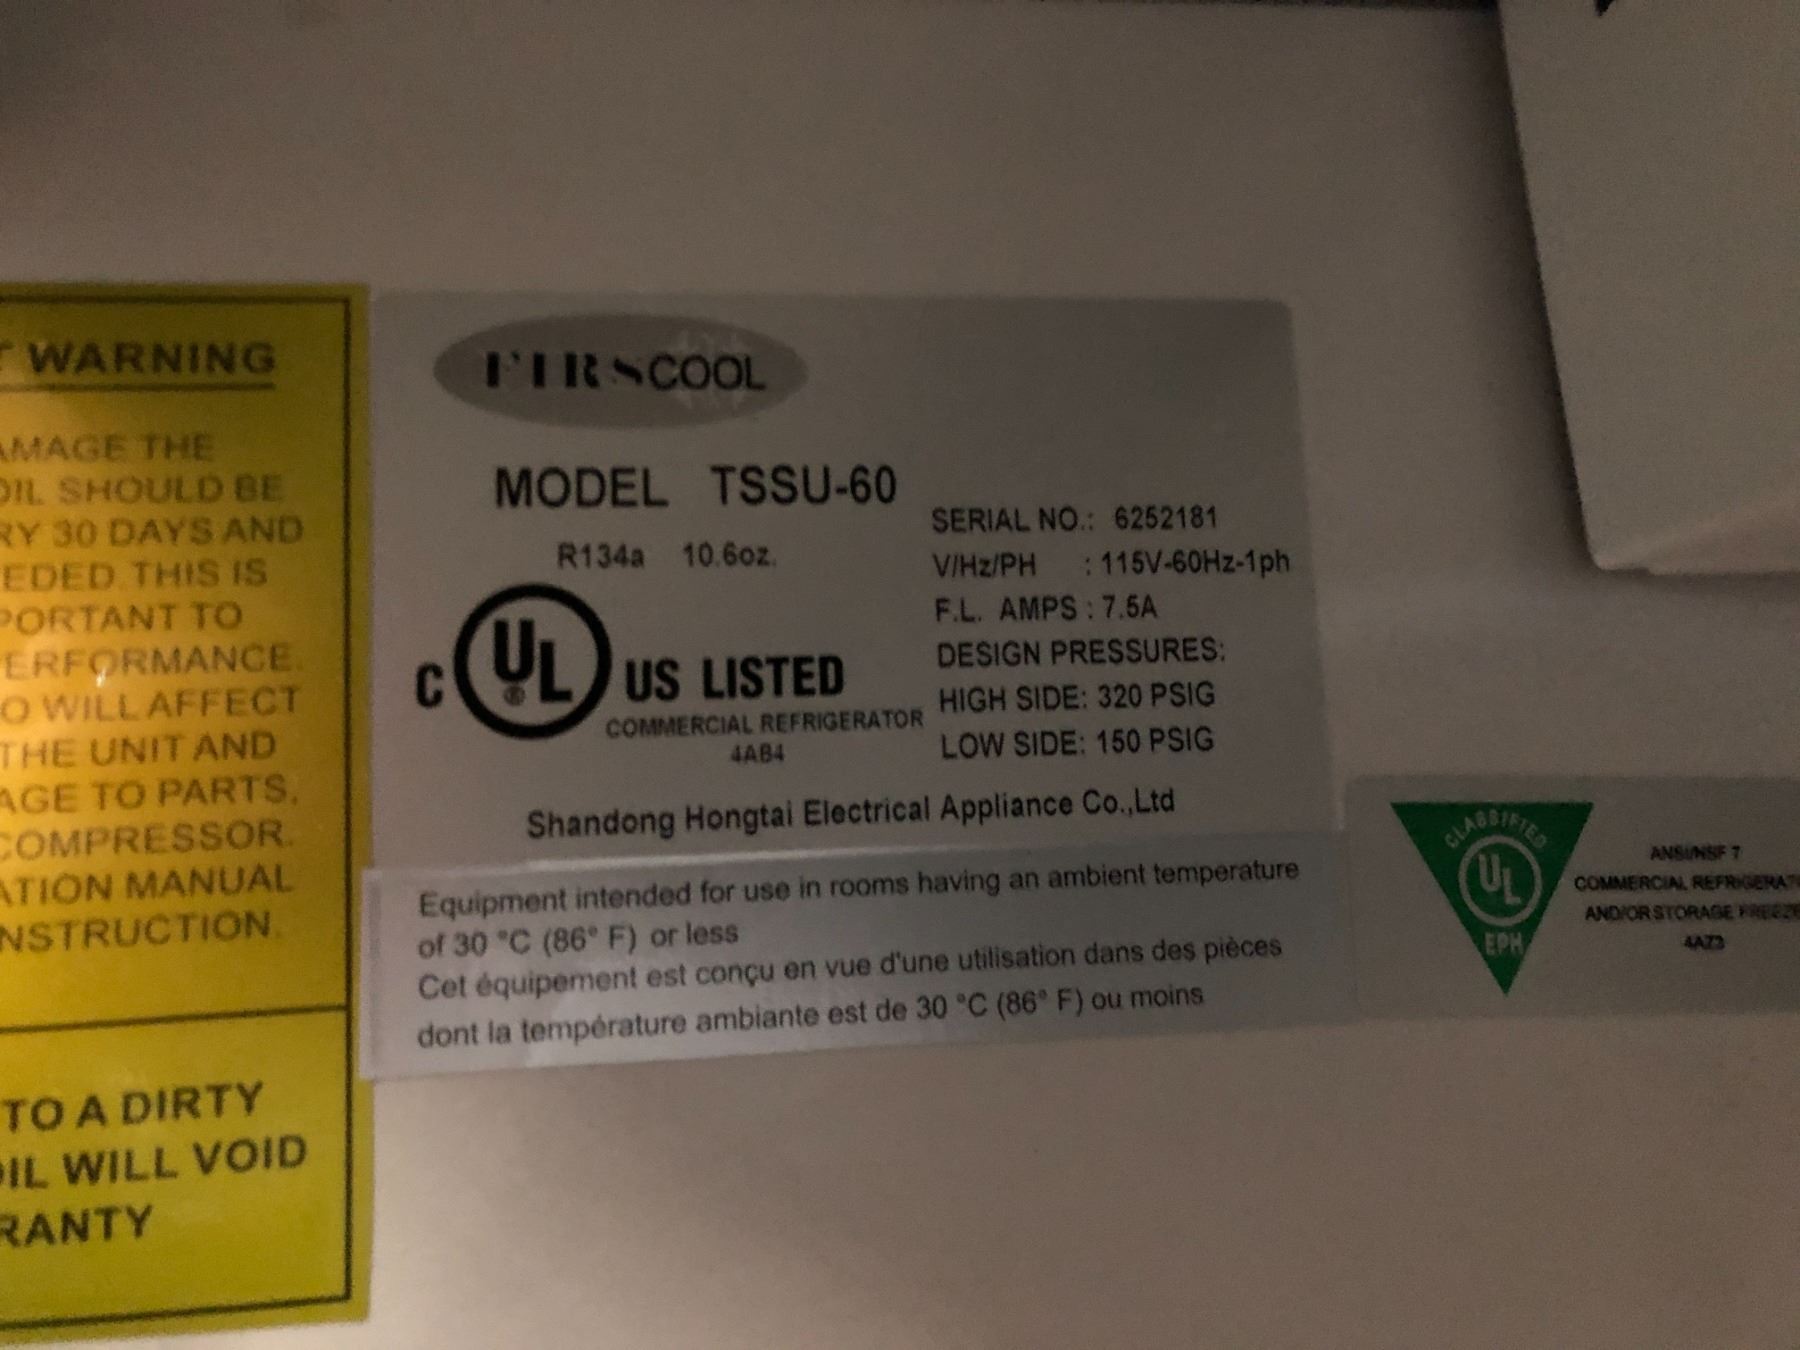 WARNING
AMAGE THE
OIL SHOULD BE
RY 30 DAYS AND
EDED. THIS IS
PORTANT TO
ERFORMANCE.
O WILL AFFECT
THE UNIT AND
AGE TO PARTS,
COMPRESSOR.
ATION MANUAL
NSTRUCTION.
TO A DIRTY
OIL WILL VOID
RANTY
FIRSCOOL
MODEL TSSU-60
R134a 10.6oz.
C UL ® US LISTED
COMMERCIAL REFRIGERATOR
4AB4
SERIAL NO.: 6252181
V/Hz/PH : 115V-60Hz-1ph
F.L. AMPS : 7.5A
DESIGN PRESSURES:
HIGH SIDE: 320 PSIG
LOW SIDE: 150 PSIG
Shandong Hongtai Electrical Appliance Co.,Ltd
Equipment intended for use in rooms having an ambient temperature
of 30 °C (86° F) or less
Cet équipement est conçu en vue d'une utilisation dans des pièces
dont la température ambiante est de 30 °C (86° F) ou moins
CLASSIFIED
UL
EPH
ANSI/NSF 7
COMMERCIAL REFRIGERAT
AND/OR STORAGE FREEZE
4AZ3